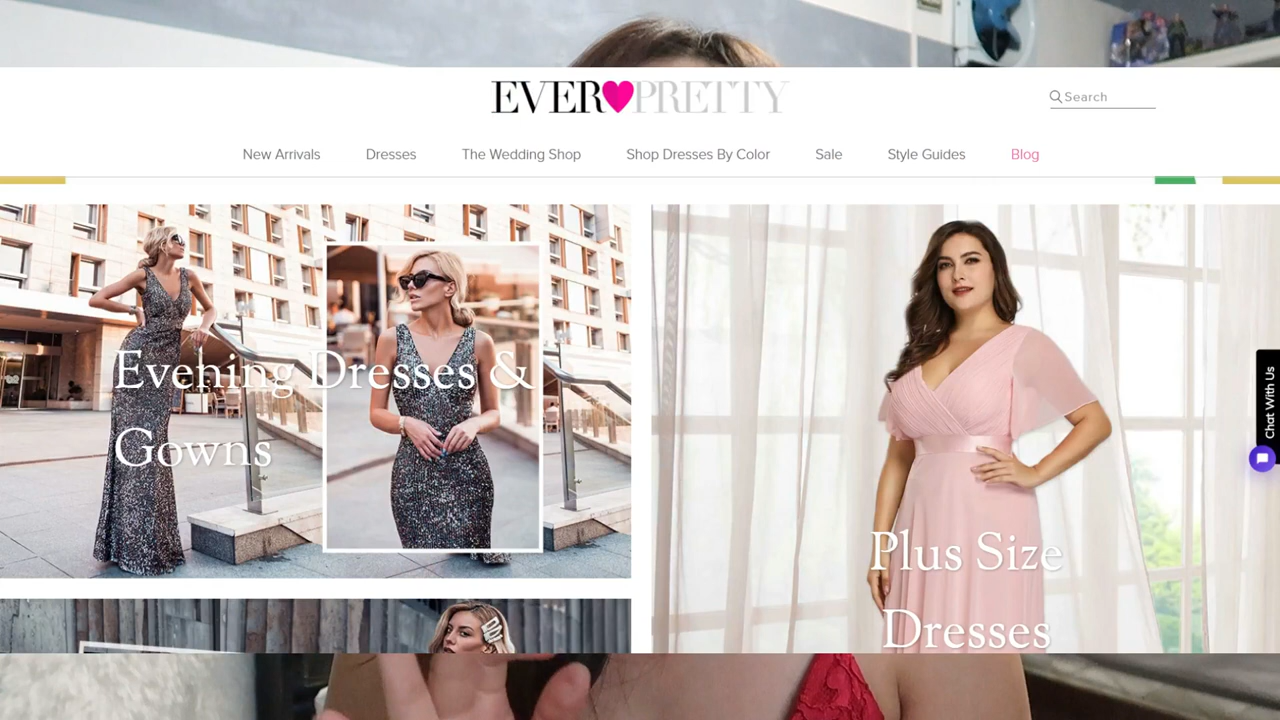 EVER PRETTY
Search
New Arrivals
Dresses
The Wedding Shop
Shop Dresses By Color
Sale
Style Guides
Blog
Evening Dresses &
Gowns
Plus Size
Dresses
Chat With Us